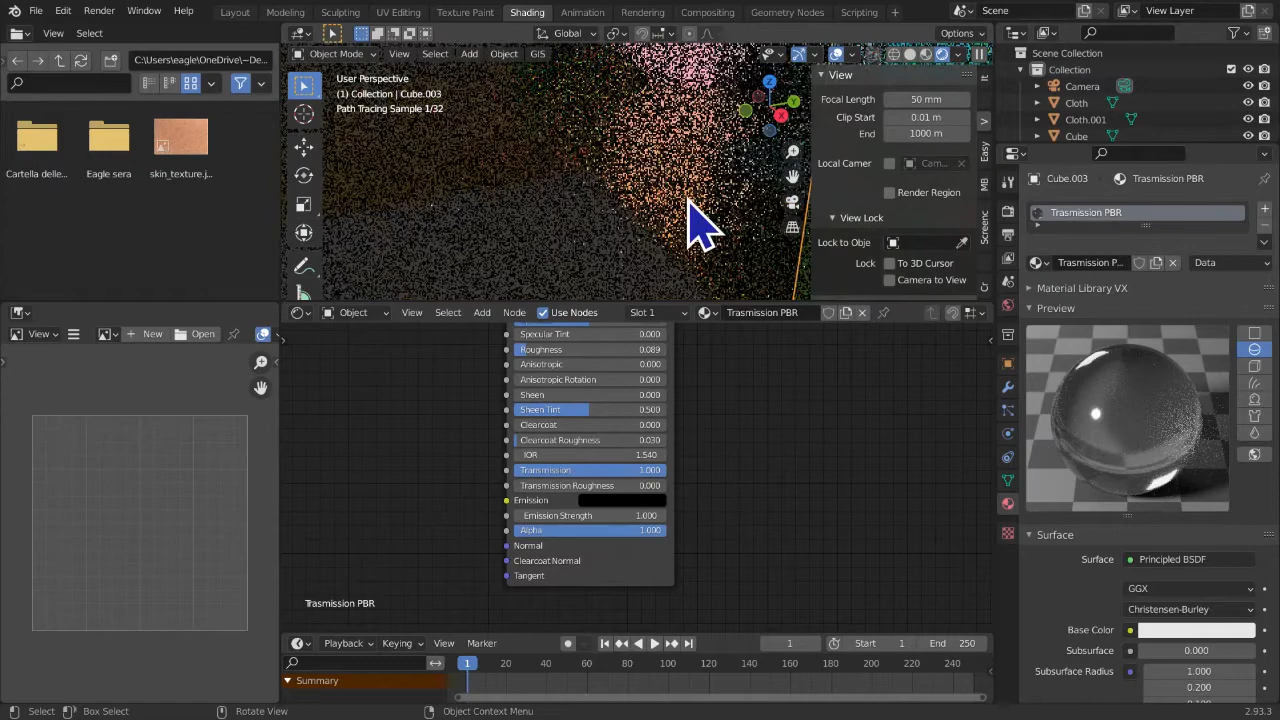 File Edit Render Window Help Layout Modeling Sculpting UV Editing Texture Paint Shading Animation Rendering Compositing Geometry Nodes Scripting + Scene View Layer
View Select
C:\Users\eagle\OneDrive\~De...
Cartella delle... Eagle sera skin_texture.j...
Global Options
Object Mode View Select Add Object GIS
User Perspective
(1) Collection | Cube.003
Path Tracing Sample 1/32
View
Focal Length 50 mm
Clip Start 0.01 m
End 1000 m
Local Camer Cam...
Render Region
View Lock
Lock to Obje
Lock To 3D Cursor
Camera to View
It
V
Easy
MB
Screenc
Cr
Z
Y
X
Scene Collection
Collection
Camera
Cloth
Cloth.001
Cube
Cube.003 Trasmission PBR
Trasmission PBR
Trasmission P... Data
Material Library VX
Preview
Surface
Surface Principled BSDF
GGX
Christensen-Burley
Base Color
Subsurface 0.000
Subsurface Radius 1.000
0.200
View New Open
Object View Select Add Node Use Nodes Slot 1 Trasmission PBR
Specular Tint 0.000
Roughness 0.089
Anisotropic 0.000
Anisotropic Rotation 0.000
Sheen 0.000
Sheen Tint 0.500
Clearcoat 0.000
Clearcoat Roughness 0.030
IOR 1.540
Transmission 1.000
Transmission Roughness 0.000
Emission
Emission Strength 1.000
Alpha 1.000
Normal
Clearcoat Normal
Tangent
Trasmission PBR
Playback Keying View Marker 1 Start 1 End 250
1 20 40 60 80 100 120 140 160 180 200 220 240
Summary
Select Box Select Rotate View Object Context Menu 2.93.3